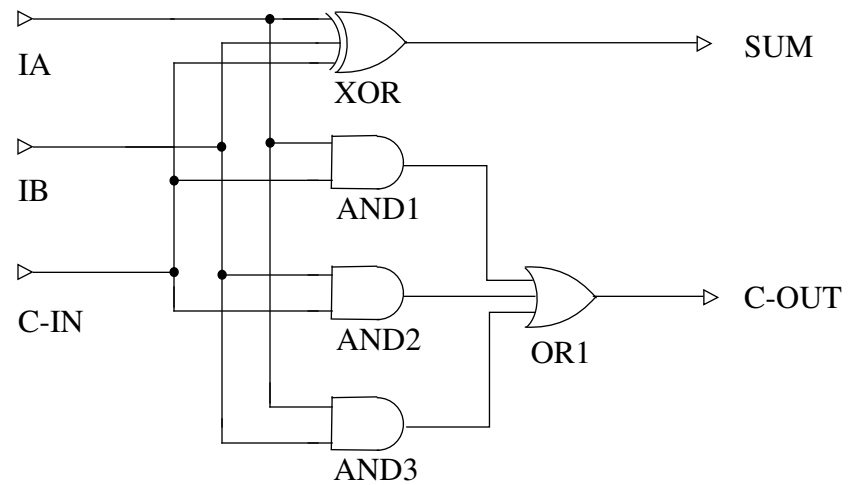 IA
SUM
XOR
IB
AND1
C-IN
C-OUT
AND2
OR1
AND3